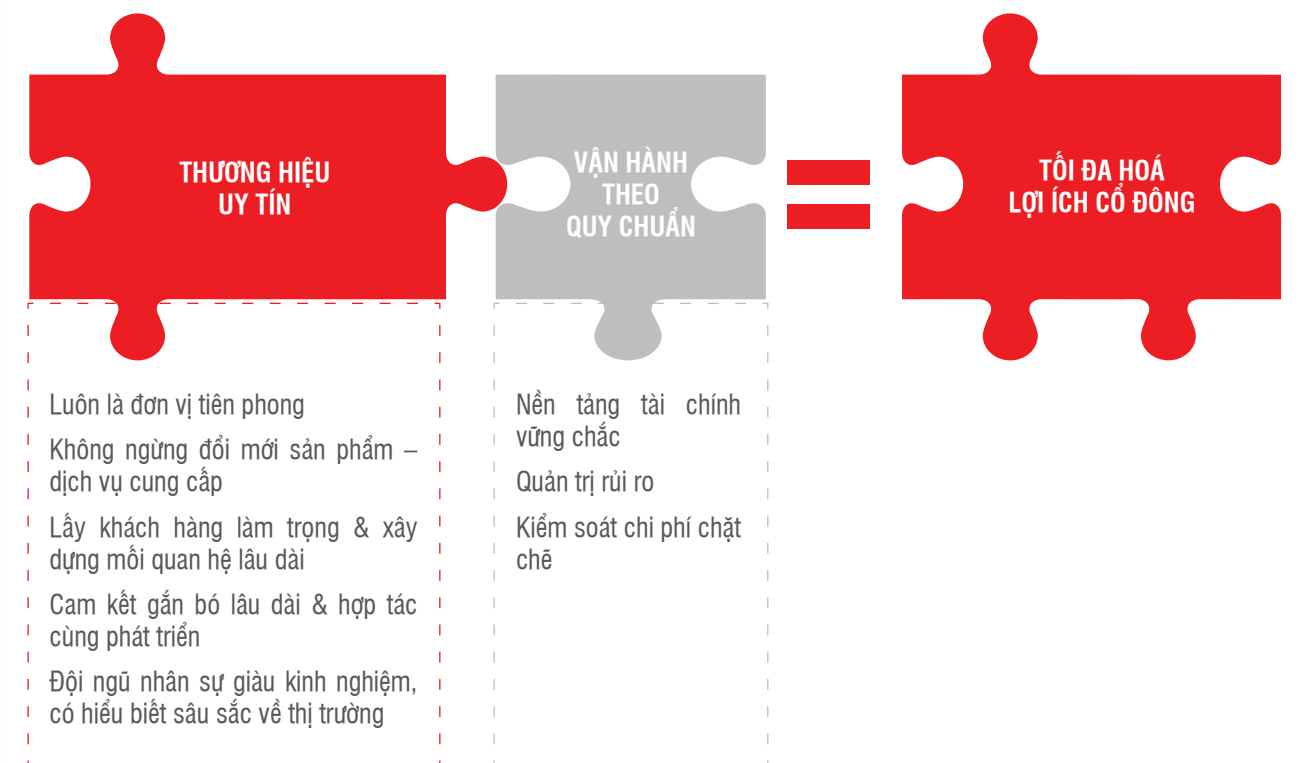 THƯƠNG HIỆU
UY TÍN
VẬN HÀNH
THEO
QUY CHUẨN
TỐI ĐA HOÁ
LỢI ÍCH CỔ ĐÔNG
Luôn là đơn vị tiên phong
Không ngừng đổi mới sản phẩm –
dịch vụ cung cấp
Lấy khách hàng làm trọng & xây
dựng mối quan hệ lâu dài
Cam kết gắn bó lâu dài & hợp tác
cùng phát triển
Đội ngũ nhân sự giàu kinh nghiệm,
có hiểu biết sâu sắc về thị trường
Nền tảng tài chính
vững chắc
Quản trị rủi ro
Kiểm soát chi phí chặt
chẽ